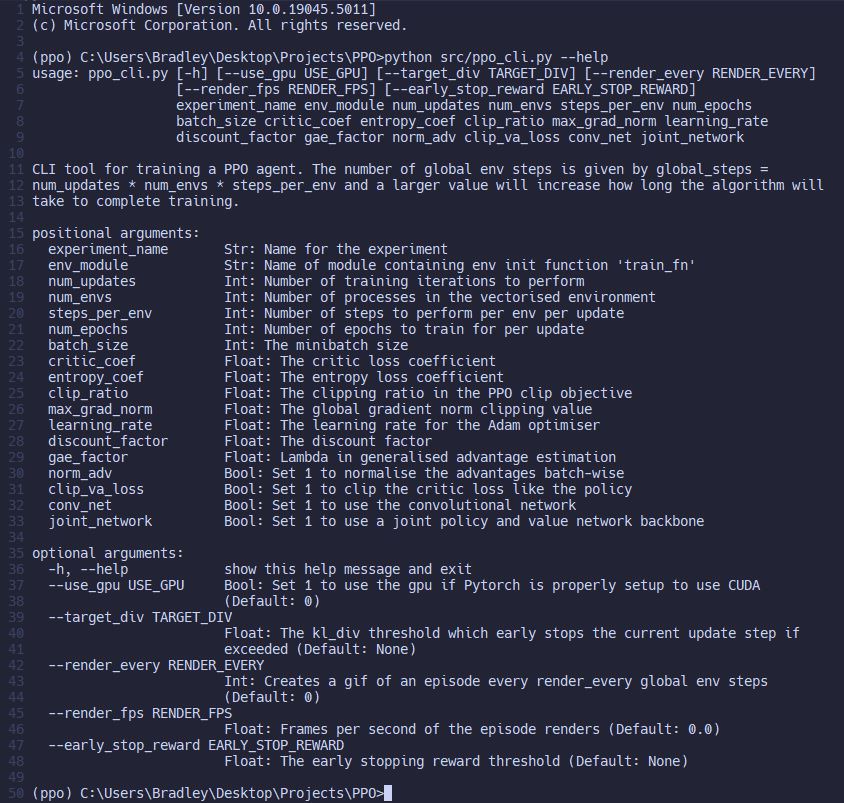 1 Microsoft Windows [Version 10.0.19045.5011]
2 (c) Microsoft Corporation. All rights reserved.
3
4 (ppo) C:\Users\Bradley\Desktop\Projects\PPO>python src/ppo_cli.py --help
5 usage: ppo_cli.py [-h] [--use_gpu USE_GPU] [--target_div TARGET_DIV] [--render_every RENDER_EVERY]
6                   [--render_fps RENDER_FPS] [--early_stop_reward EARLY_STOP_REWARD]
7                   experiment_name env_module num_updates num_envs steps_per_env num_epochs
8                   batch_size critic_coef entropy_coef clip_ratio max_grad_norm learning_rate
9                   discount_factor gae_factor norm_adv clip_va_loss conv_net joint_network
10
11 CLI tool for training a PPO agent. The number of global env steps is given by global_steps =
12 num_updates * num_envs * steps_per_env and a larger value will increase how long the algorithm will
13 take to complete training.
14
15 positional arguments:
16   experiment_name       Str: Name for the experiment
17   env_module            Str: Name of module containing env init function 'train_fn'
18   num_updates           Int: Number of training iterations to perform
19   num_envs              Int: Number of processes in the vectorised environment
20   steps_per_env         Int: Number of steps to perform per env per update
21   num_epochs            Int: Number of epochs to train for per update
22   batch_size            Int: The minibatch size
23   critic_coef           Float: The critic loss coefficient
24   entropy_coef          Float: The entropy loss coefficient
25   clip_ratio            Float: The clipping ratio in the PPO clip objective
26   max_grad_norm         Float: The global gradient norm clipping value
27   learning_rate         Float: The learning rate for the Adam optimiser
28   discount_factor       Float: The discount factor
29   gae_factor            Float: Lambda in generalised advantage estimation
30   norm_adv              Bool: Set 1 to normalise the advantages batch-wise
31   clip_va_loss          Bool: Set 1 to clip the critic loss like the policy
32   conv_net              Bool: Set 1 to use the convolutional network
33   joint_network         Bool: Set 1 to use a joint policy and value network backbone
34
35 optional arguments:
36   -h, --help            show this help message and exit
37   --use_gpu USE_GPU     Bool: Set 1 to use the gpu if Pytorch is properly setup to use CUDA
38                         (Default: 0)
39   --target_div TARGET_DIV
40                         Float: The kl_div threshold which early stops the current update step if
41                         exceeded (Default: None)
42   --render_every RENDER_EVERY
43                         Int: Creates a gif of an episode every render_every global env steps
44                         (Default: 0)
45   --render_fps RENDER_FPS
46                         Float: Frames per second of the episode renders (Default: 0.0)
47   --early_stop_reward EARLY_STOP_REWARD
48                         Float: The early stopping reward threshold (Default: None)
49
50 (ppo) C:\Users\Bradley\Desktop\Projects\PPO>